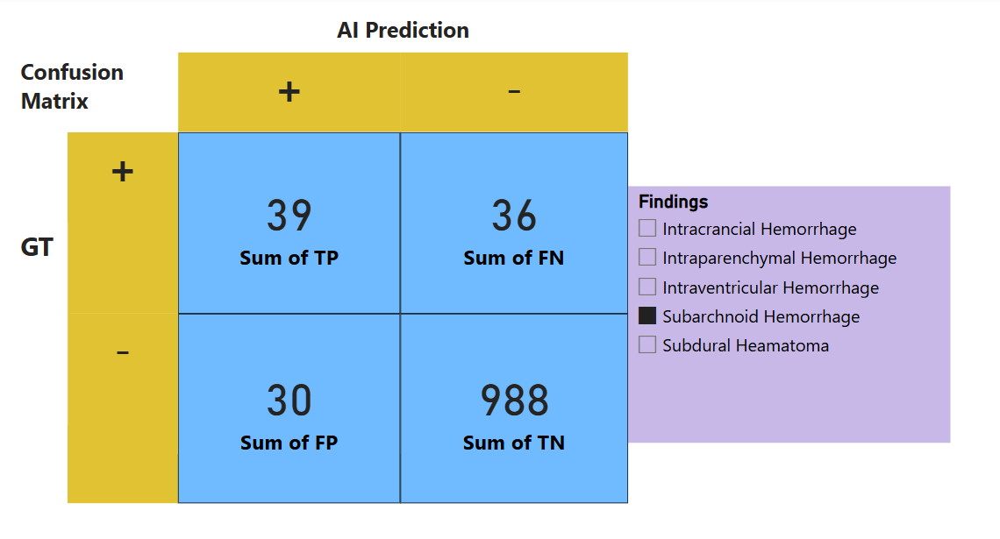 AI Prediction
Confusion
Matrix
+
-
+
39
36
Sum of TP
Sum of FN
GT
-
30
988
Sum of FP
Sum of TN
Findings
Intracrancial Hemorrhage
Intraparenchymal Hemorrhage
Intraventricular Hemorrhage
Subarchnoid Hemorrhage
Subdural Heamatoma